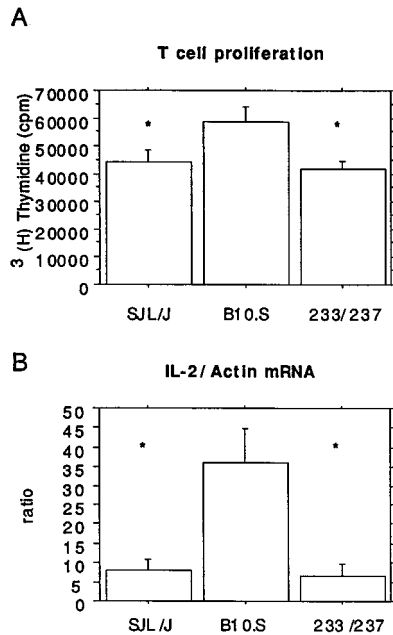 A
T cell proliferation
3 (H) Thymidine (cpm)
70000
60000
50000
40000
30000
20000
10000
0
*
*
SJL/J
B10.S
233/237
B
IL-2/ Actin mRNA
ratio
50
45
40
35
30
25
20
15
10
5
0
*
*
SJL/J
B10.S
233/237